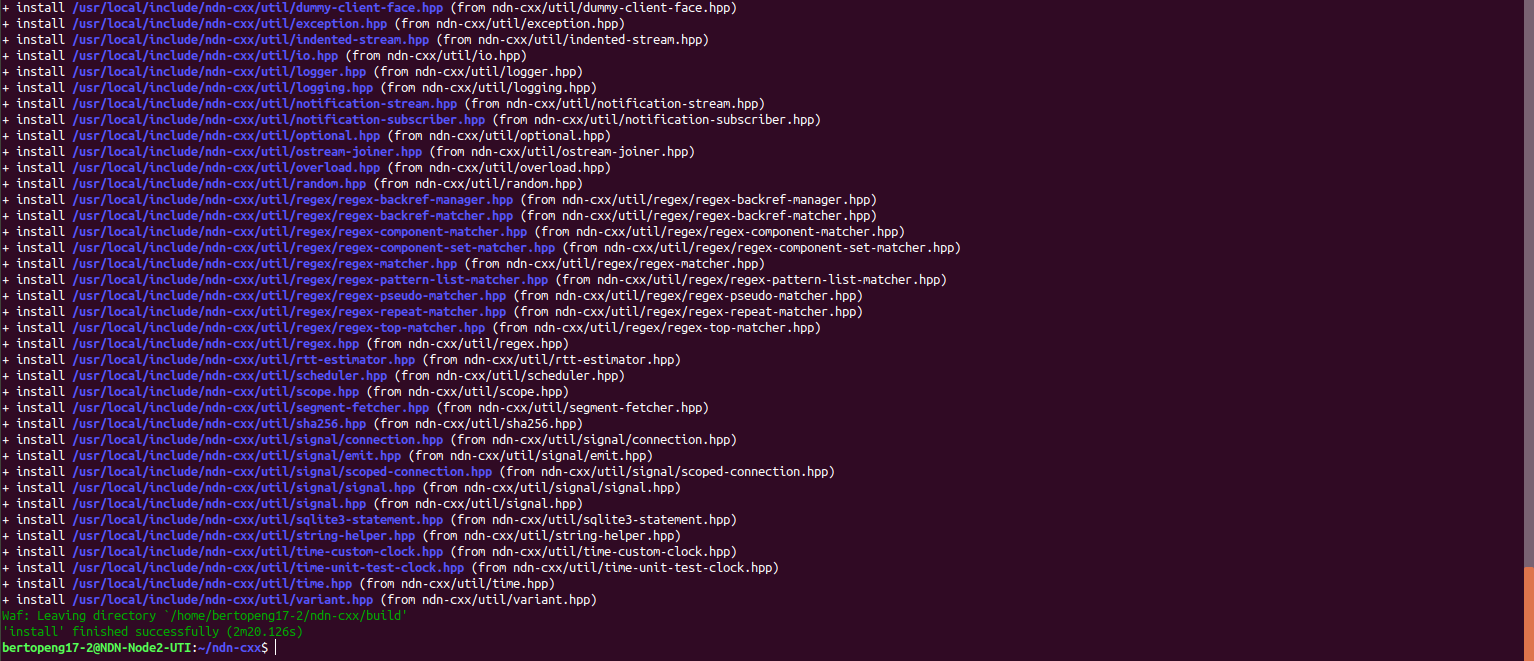 + install /usr/local/include/ndn-cxx/util/dummy-client-face.hpp (from ndn-cxx/util/dummy-client-face.hpp)
+ install /usr/local/include/ndn-cxx/util/exception.hpp (from ndn-cxx/util/exception.hpp)
+ install /usr/local/include/ndn-cxx/util/indented-stream.hpp (from ndn-cxx/util/indented-stream.hpp)
+ install /usr/local/include/ndn-cxx/util/io.hpp (from ndn-cxx/util/io.hpp)
+ install /usr/local/include/ndn-cxx/util/logger.hpp (from ndn-cxx/util/logger.hpp)
+ install /usr/local/include/ndn-cxx/util/logging.hpp (from ndn-cxx/util/logging.hpp)
+ install /usr/local/include/ndn-cxx/util/notification-stream.hpp (from ndn-cxx/util/notification-stream.hpp)
+ install /usr/local/include/ndn-cxx/util/notification-subscriber.hpp (from ndn-cxx/util/notification-subscriber.hpp)
+ install /usr/local/include/ndn-cxx/util/optional.hpp (from ndn-cxx/util/optional.hpp)
+ install /usr/local/include/ndn-cxx/util/ostream-joiner.hpp (from ndn-cxx/util/ostream-joiner.hpp)
+ install /usr/local/include/ndn-cxx/util/overload.hpp (from ndn-cxx/util/overload.hpp)
+ install /usr/local/include/ndn-cxx/util/random.hpp (from ndn-cxx/util/random.hpp)
+ install /usr/local/include/ndn-cxx/util/regex/regex-backref-manager.hpp (from ndn-cxx/util/regex/regex-backref-manager.hpp)
+ install /usr/local/include/ndn-cxx/util/regex/regex-backref-matcher.hpp (from ndn-cxx/util/regex/regex-backref-matcher.hpp)
+ install /usr/local/include/ndn-cxx/util/regex/regex-component-matcher.hpp (from ndn-cxx/util/regex/regex-component-matcher.hpp)
+ install /usr/local/include/ndn-cxx/util/regex/regex-component-set-matcher.hpp (from ndn-cxx/util/regex/regex-component-set-matcher.hpp)
+ install /usr/local/include/ndn-cxx/util/regex/regex-matcher.hpp (from ndn-cxx/util/regex/regex-matcher.hpp)
+ install /usr/local/include/ndn-cxx/util/regex/regex-pattern-list-matcher.hpp (from ndn-cxx/util/regex/regex-pattern-list-matcher.hpp)
+ install /usr/local/include/ndn-cxx/util/regex/regex-pseudo-matcher.hpp (from ndn-cxx/util/regex/regex-pseudo-matcher.hpp)
+ install /usr/local/include/ndn-cxx/util/regex/regex-repeat-matcher.hpp (from ndn-cxx/util/regex/regex-repeat-matcher.hpp)
+ install /usr/local/include/ndn-cxx/util/regex/regex-top-matcher.hpp (from ndn-cxx/util/regex/regex-top-matcher.hpp)
+ install /usr/local/include/ndn-cxx/util/regex.hpp (from ndn-cxx/util/regex.hpp)
+ install /usr/local/include/ndn-cxx/util/rtt-estimator.hpp (from ndn-cxx/util/rtt-estimator.hpp)
+ install /usr/local/include/ndn-cxx/util/scheduler.hpp (from ndn-cxx/util/scheduler.hpp)
+ install /usr/local/include/ndn-cxx/util/scope.hpp (from ndn-cxx/util/scope.hpp)
+ install /usr/local/include/ndn-cxx/util/segment-fetcher.hpp (from ndn-cxx/util/segment-fetcher.hpp)
+ install /usr/local/include/ndn-cxx/util/sha256.hpp (from ndn-cxx/util/sha256.hpp)
+ install /usr/local/include/ndn-cxx/util/signal/connection.hpp (from ndn-cxx/util/signal/connection.hpp)
+ install /usr/local/include/ndn-cxx/util/signal/emit.hpp (from ndn-cxx/util/signal/emit.hpp)
+ install /usr/local/include/ndn-cxx/util/signal/scoped-connection.hpp (from ndn-cxx/util/signal/scoped-connection.hpp)
+ install /usr/local/include/ndn-cxx/util/signal/signal.hpp (from ndn-cxx/util/signal/signal.hpp)
+ install /usr/local/include/ndn-cxx/util/signal.hpp (from ndn-cxx/util/signal.hpp)
+ install /usr/local/include/ndn-cxx/util/sqlite3-statement.hpp (from ndn-cxx/util/sqlite3-statement.hpp)
+ install /usr/local/include/ndn-cxx/util/string-helper.hpp (from ndn-cxx/util/string-helper.hpp)
+ install /usr/local/include/ndn-cxx/util/time-custom-clock.hpp (from ndn-cxx/util/time-custom-clock.hpp)
+ install /usr/local/include/ndn-cxx/util/time-unit-test-clock.hpp (from ndn-cxx/util/time-unit-test-clock.hpp)
+ install /usr/local/include/ndn-cxx/util/time.hpp (from ndn-cxx/util/time.hpp)
+ install /usr/local/include/ndn-cxx/util/variant.hpp (from ndn-cxx/util/variant.hpp)
Waf: Leaving directory `/home/bertopeng17-2/ndn-cxx/build'
'install' finished successfully (2m20.126s)
bertopeng17-2@NDN-Node2-UTI:~/ndn-cxx$